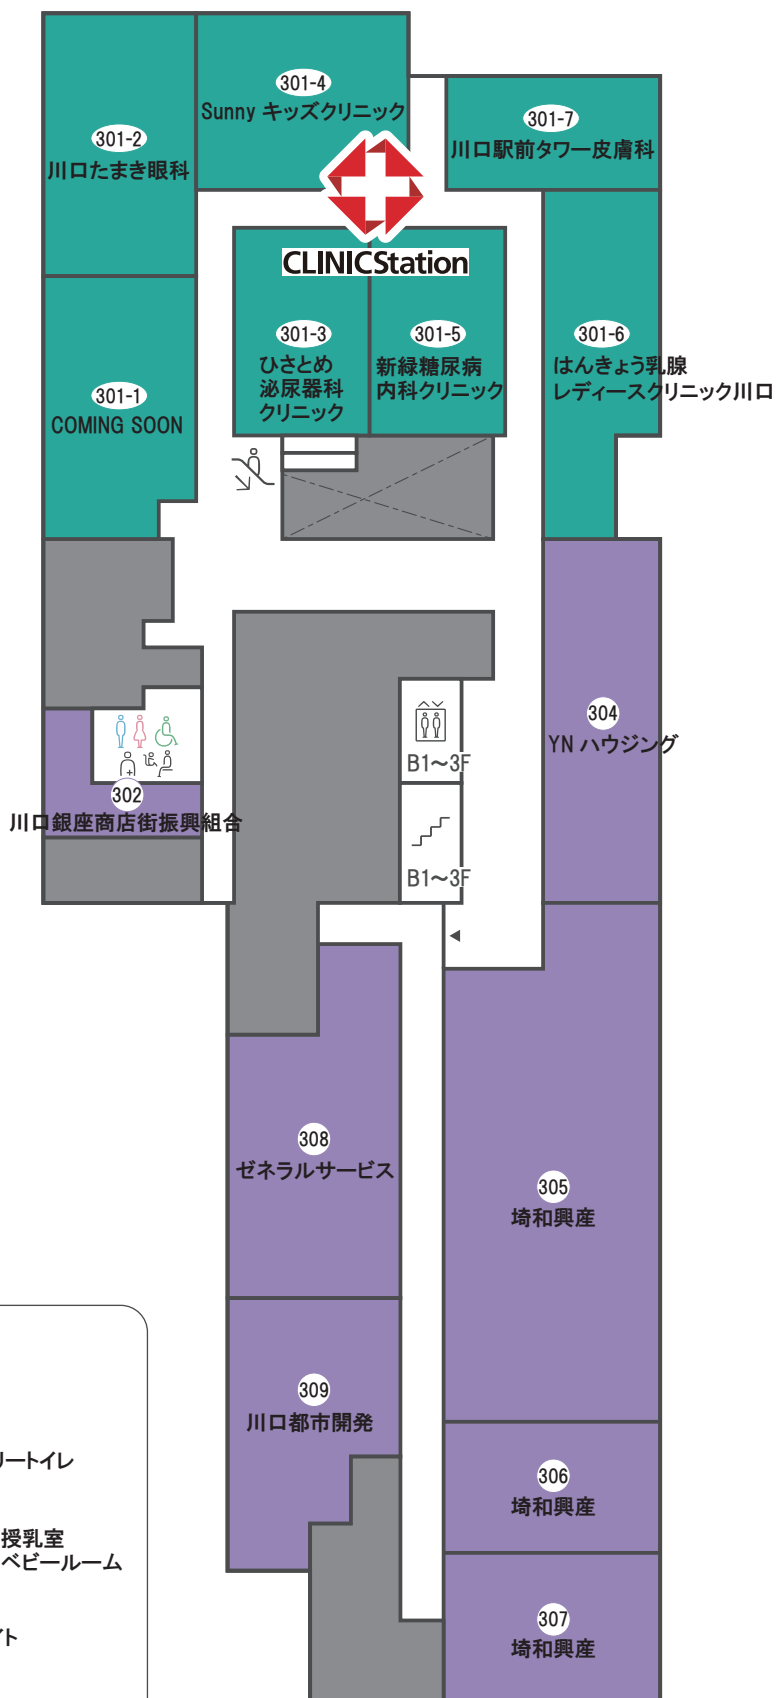 301-4
Sunny キッズクリニック
301-2
川口たまき眼科
301-7
川口駅前タワー皮膚科
CLINICStation
301-3
ひさとめ
泌尿器科
クリニック
301-5
新緑糖尿病
内科クリニック
301-6
はんきょう乳腺
レディースクリニック川口
301-1
COMING SOON
304
YN ハウジング
B1～3F
302
川口銀座商店街振興組合
B1～3F
308
ゼネラルサービス
305
埼和興産
309
川口都市開発
306
埼和興産
307
埼和興産
リートイレ
授乳室
ベビールーム
イト